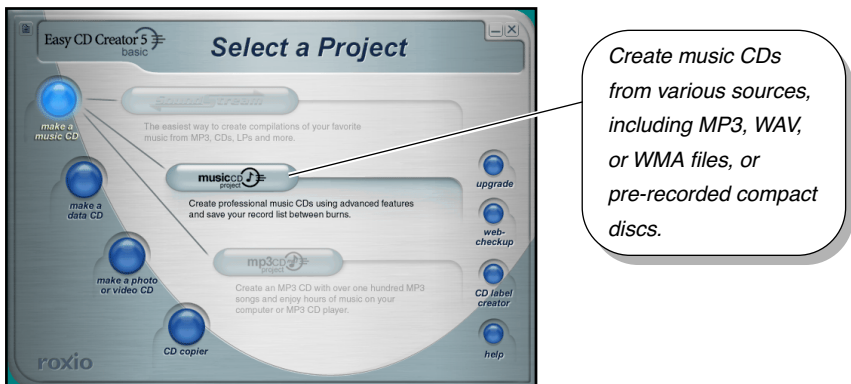 Easy CD Creator 5
basic
Select a Project
make a
music CD
SoundStream
The easiest way to create compilations of your favorite
music from MP3, CDs, LPs and more.
musicCD
project
Create professional music CDs using advanced features
and save your record list between burns.
mp3CD
project
Create an MP3 CD with over one hundred MP3
songs and enjoy hours of music on your
computer or MP3 CD player.
make a
data CD
make a photo
or video CD
CD copier
upgrade
web-
checkup
CD label
creator
help
roxio
Create music CDs
from various sources,
including MP3, WAV,
or WMA files, or
pre-recorded compact
discs.